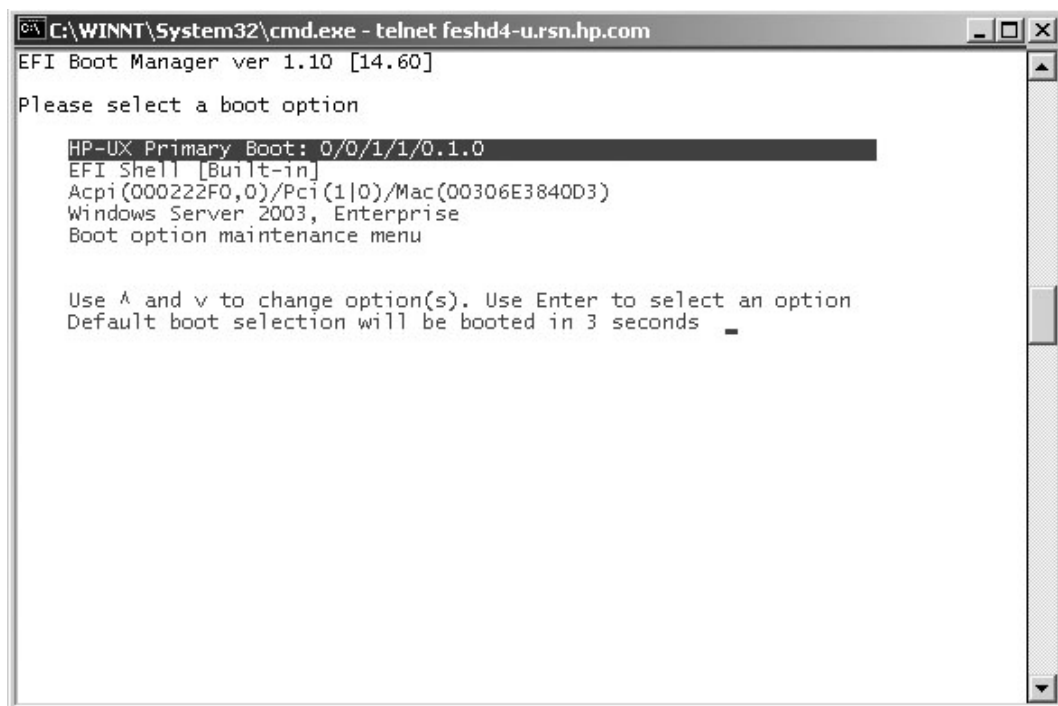 C:\WINNT\System32\cmd.exe - telnet feshd4-u.rsn.hp.com
EFI Boot Manager ver 1.10 [14.60]
Please select a boot option
HP-UX Primary Boot: 0/0/1/1/0.1.0
EFI Shell [Built-in]
Acpi(000222F0,0)/Pci(1|0)/Mac(00306E3840D3)
Windows Server 2003, Enterprise
Boot option maintenance menu
Use ^ and v to change option(s). Use Enter to select an option
Default boot selection will be booted in 3 seconds _